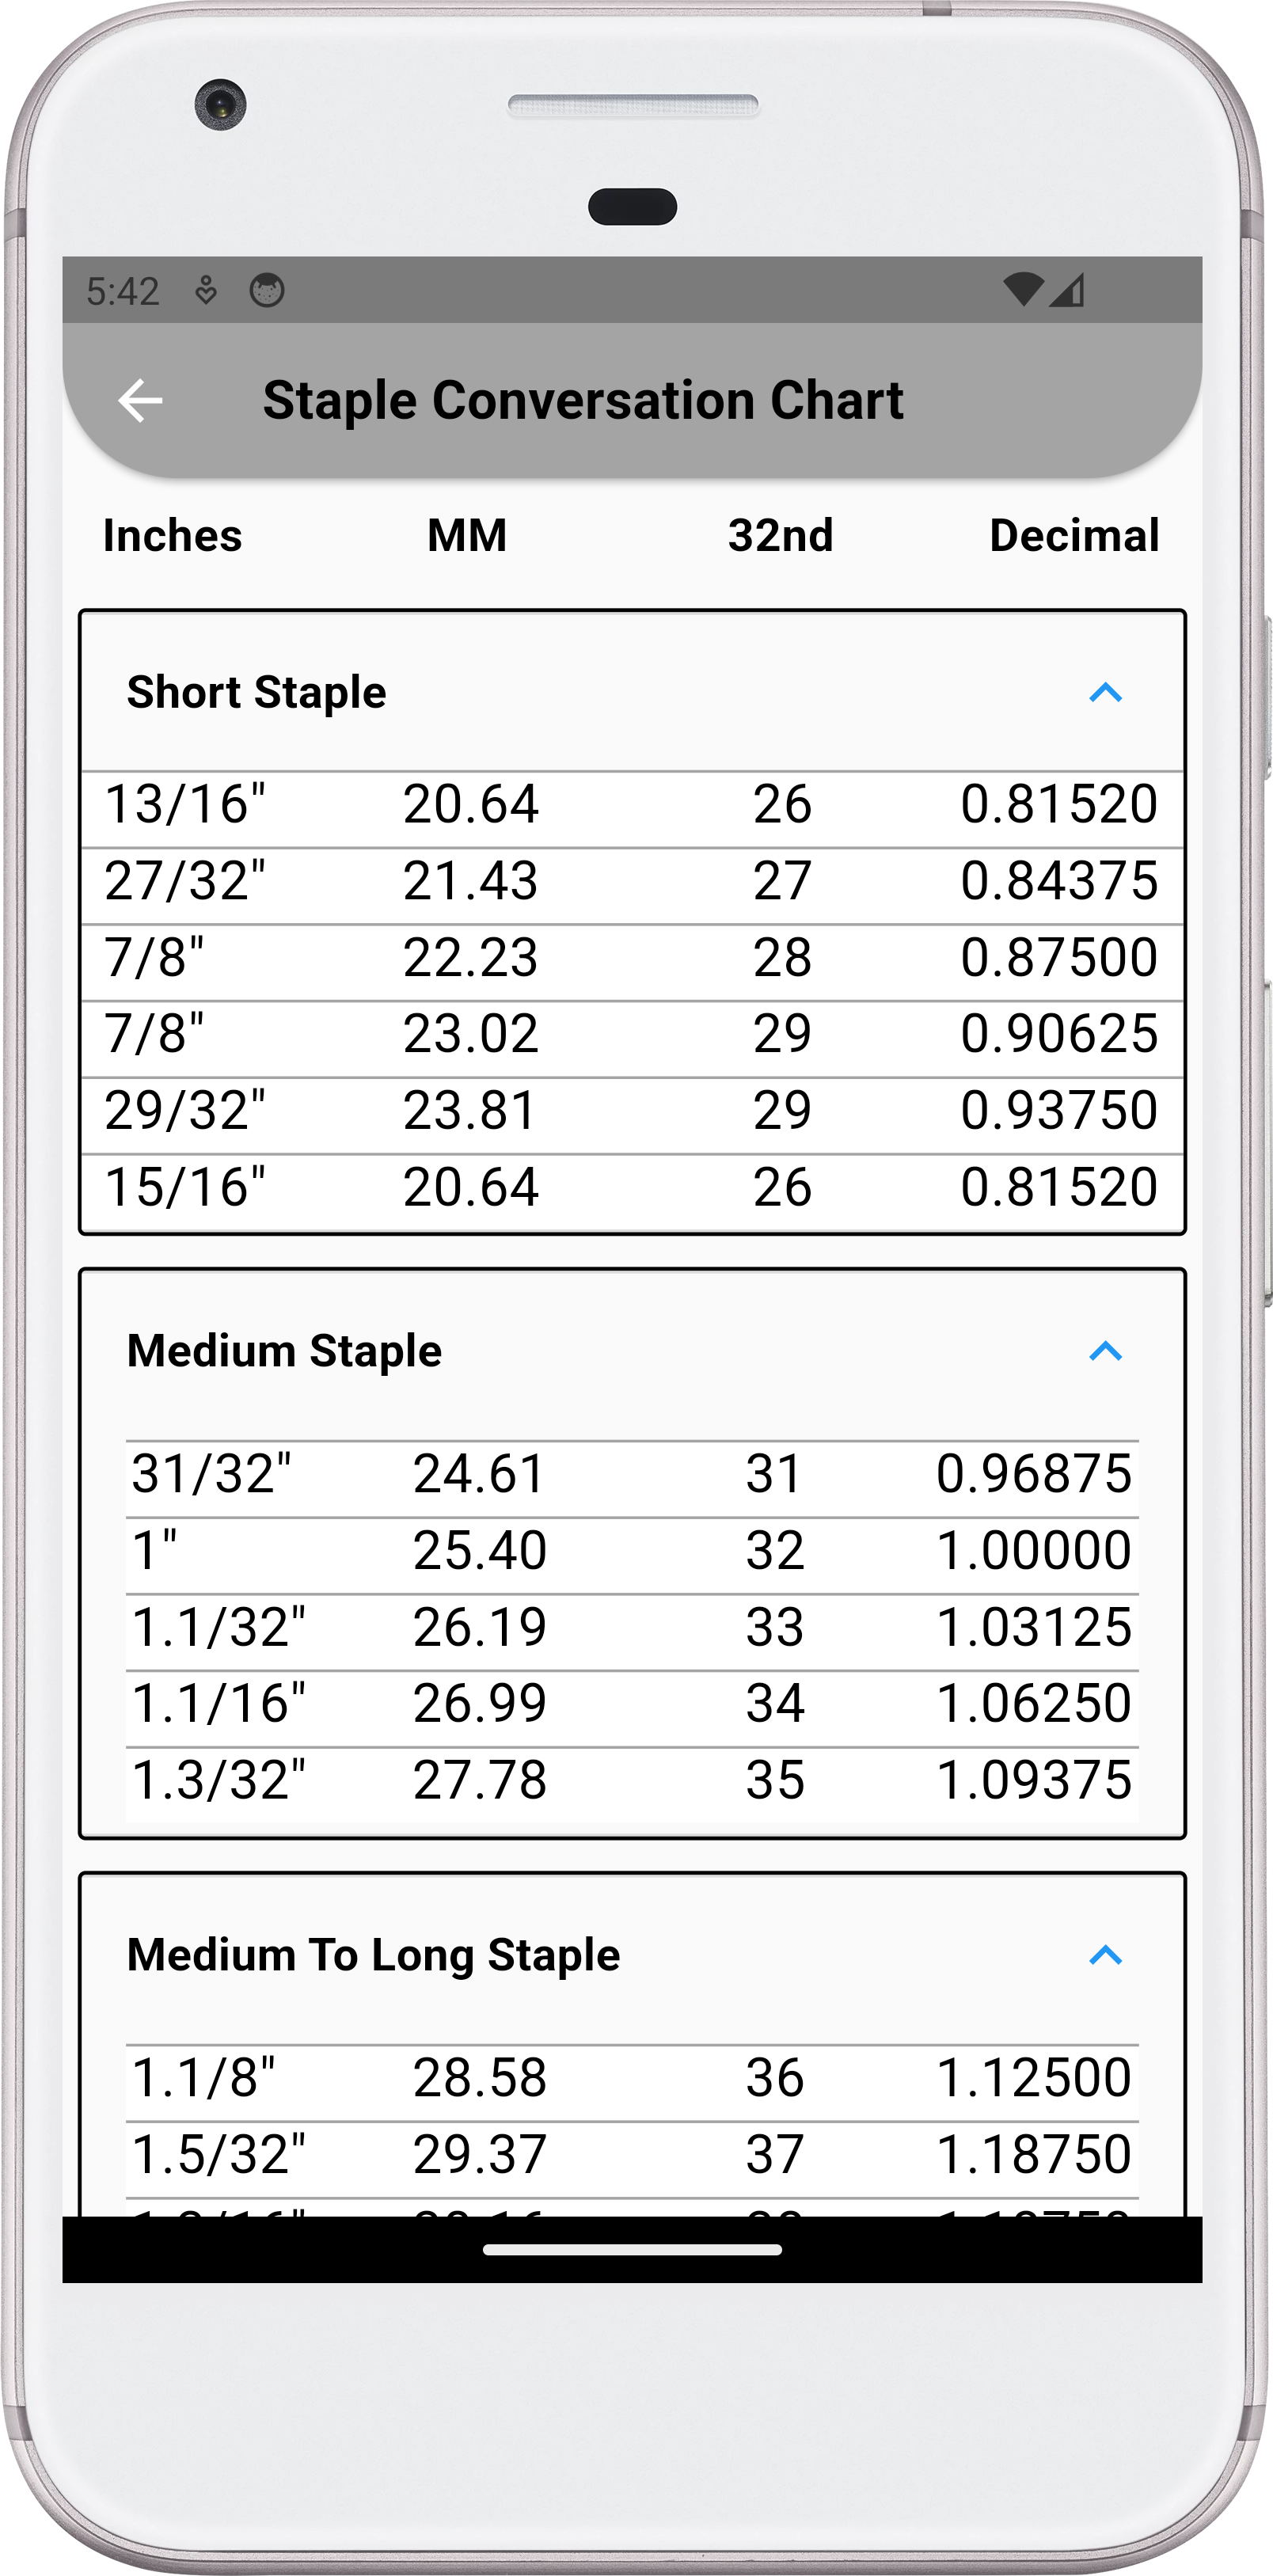 5:42
Staple Conversation Chart
Inches MM 32nd Decimal
Short Staple
13/16" 20.64 26 0.81520
27/32" 21.43 27 0.84375
7/8" 22.23 28 0.87500
7/8" 23.02 29 0.90625
29/32" 23.81 29 0.93750
15/16" 20.64 26 0.81520
Medium Staple
31/32" 24.61 31 0.96875
1" 25.40 32 1.00000
1.1/32" 26.19 33 1.03125
1.1/16" 26.99 34 1.06250
1.3/32" 27.78 35 1.09375
Medium To Long Staple
1.1/8" 28.58 36 1.12500
1.5/32" 29.37 37 1.18750